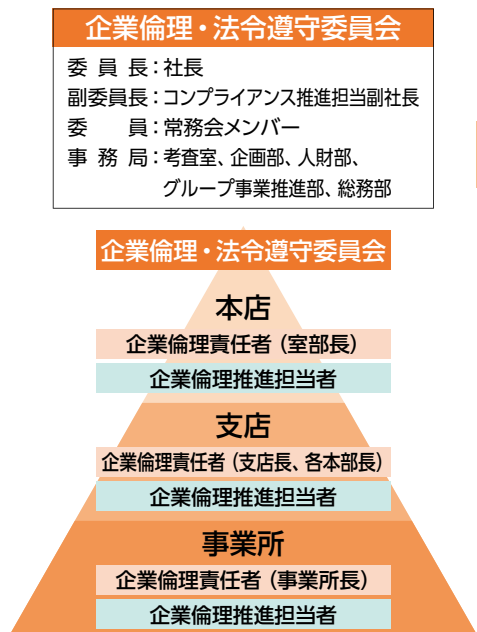 企業倫理・法令遵守委員会
委員長：社長
副委員長：コンプライアンス推進担当副社長
委員：常務会メンバー
事務局：考査室、企画部、人財部、
グループ事業推進部、総務部
企業倫理・法令遵守委員会
本店
企業倫理責任者（室部長）
企業倫理推進担当者
支店
企業倫理責任者（支店長、各本部長）
企業倫理推進担当者
事業所
企業倫理責任者（事業所長）
企業倫理推進担当者